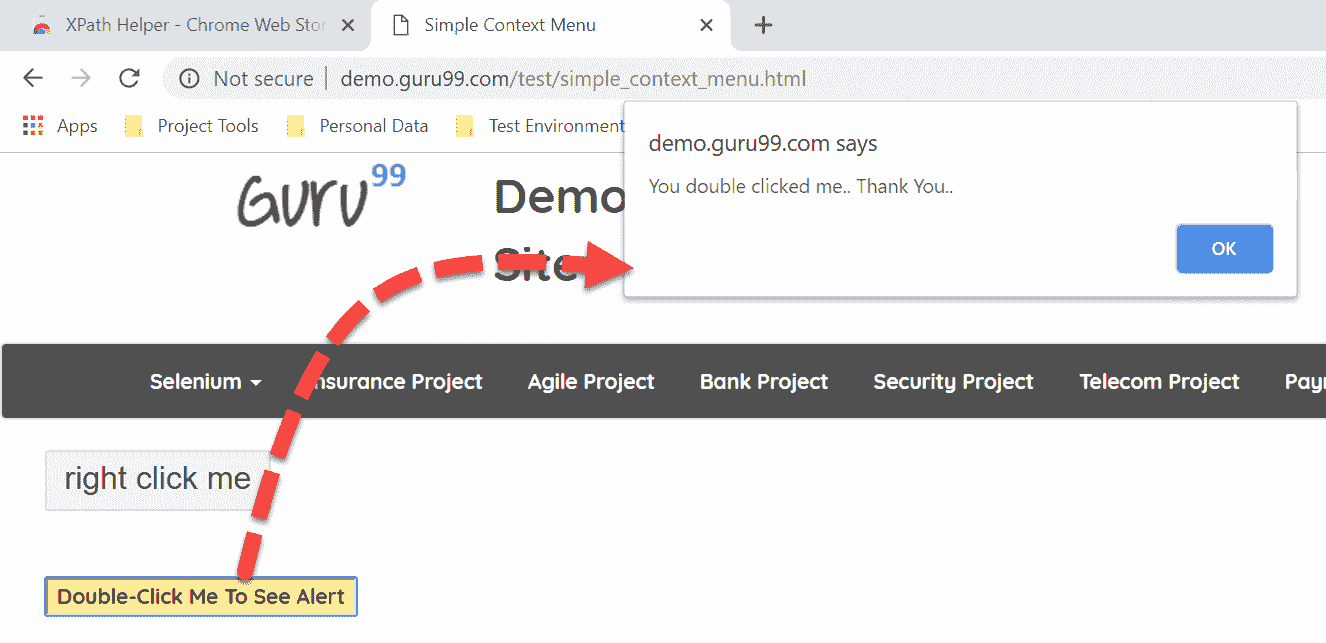 XPath Helper - Chrome Web Stor
Simple Context Menu
Not secure | demo.guru99.com/test/simple_context_menu.html
Apps Project Tools Personal Data Test Environment
demo.guru99.com says
You double clicked me.. Thank You..
OK
Guru99
Demo
Site
Selenium Insurance Project Agile Project Bank Project Security Project Telecom Project Payn
right click me
Double-Click Me To See Alert